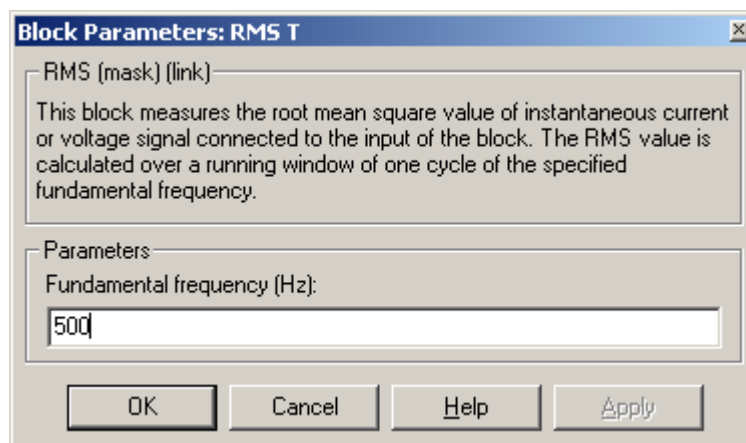 Block Parameters: RMS T
RMS (mask) (link)
This block measures the root mean square value of instantaneous current
or voltage signal connected to the input of the block. The RMS value is
calculated over a running window of one cycle of the specified
fundamental frequency.
Parameters
Fundamental frequency (Hz):
500
OK Cancel Help Apply